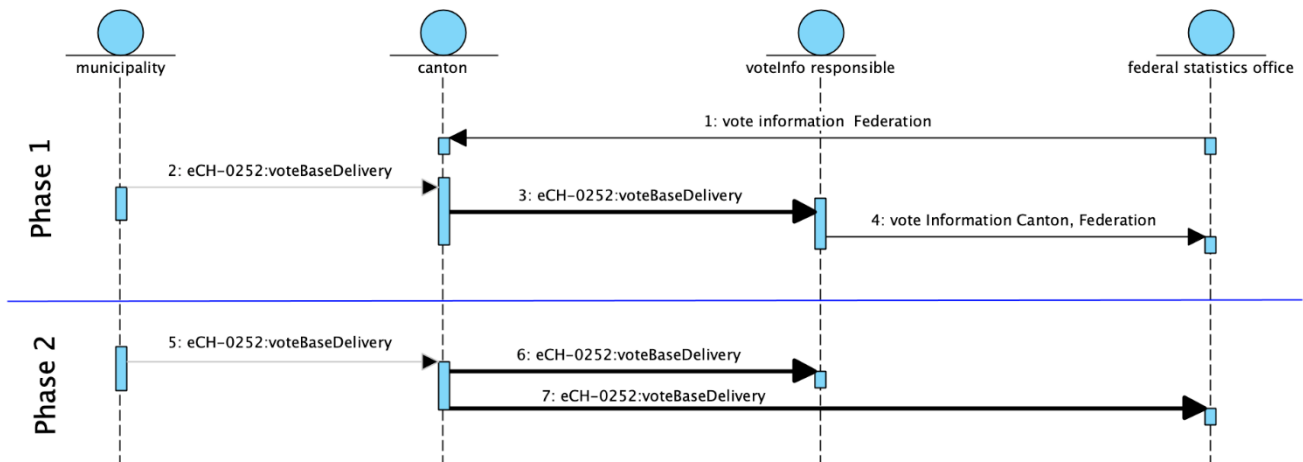 municipality
canton
voteInfo responsible
federal statistics office
Phase 1
1: vote information  Federation
2: eCH-0252:voteBaseDelivery
3: eCH-0252:voteBaseDelivery
4: vote Information Canton, Federation
Phase 2
5: eCH-0252:voteBaseDelivery
6: eCH-0252:voteBaseDelivery
7: eCH-0252:voteBaseDelivery